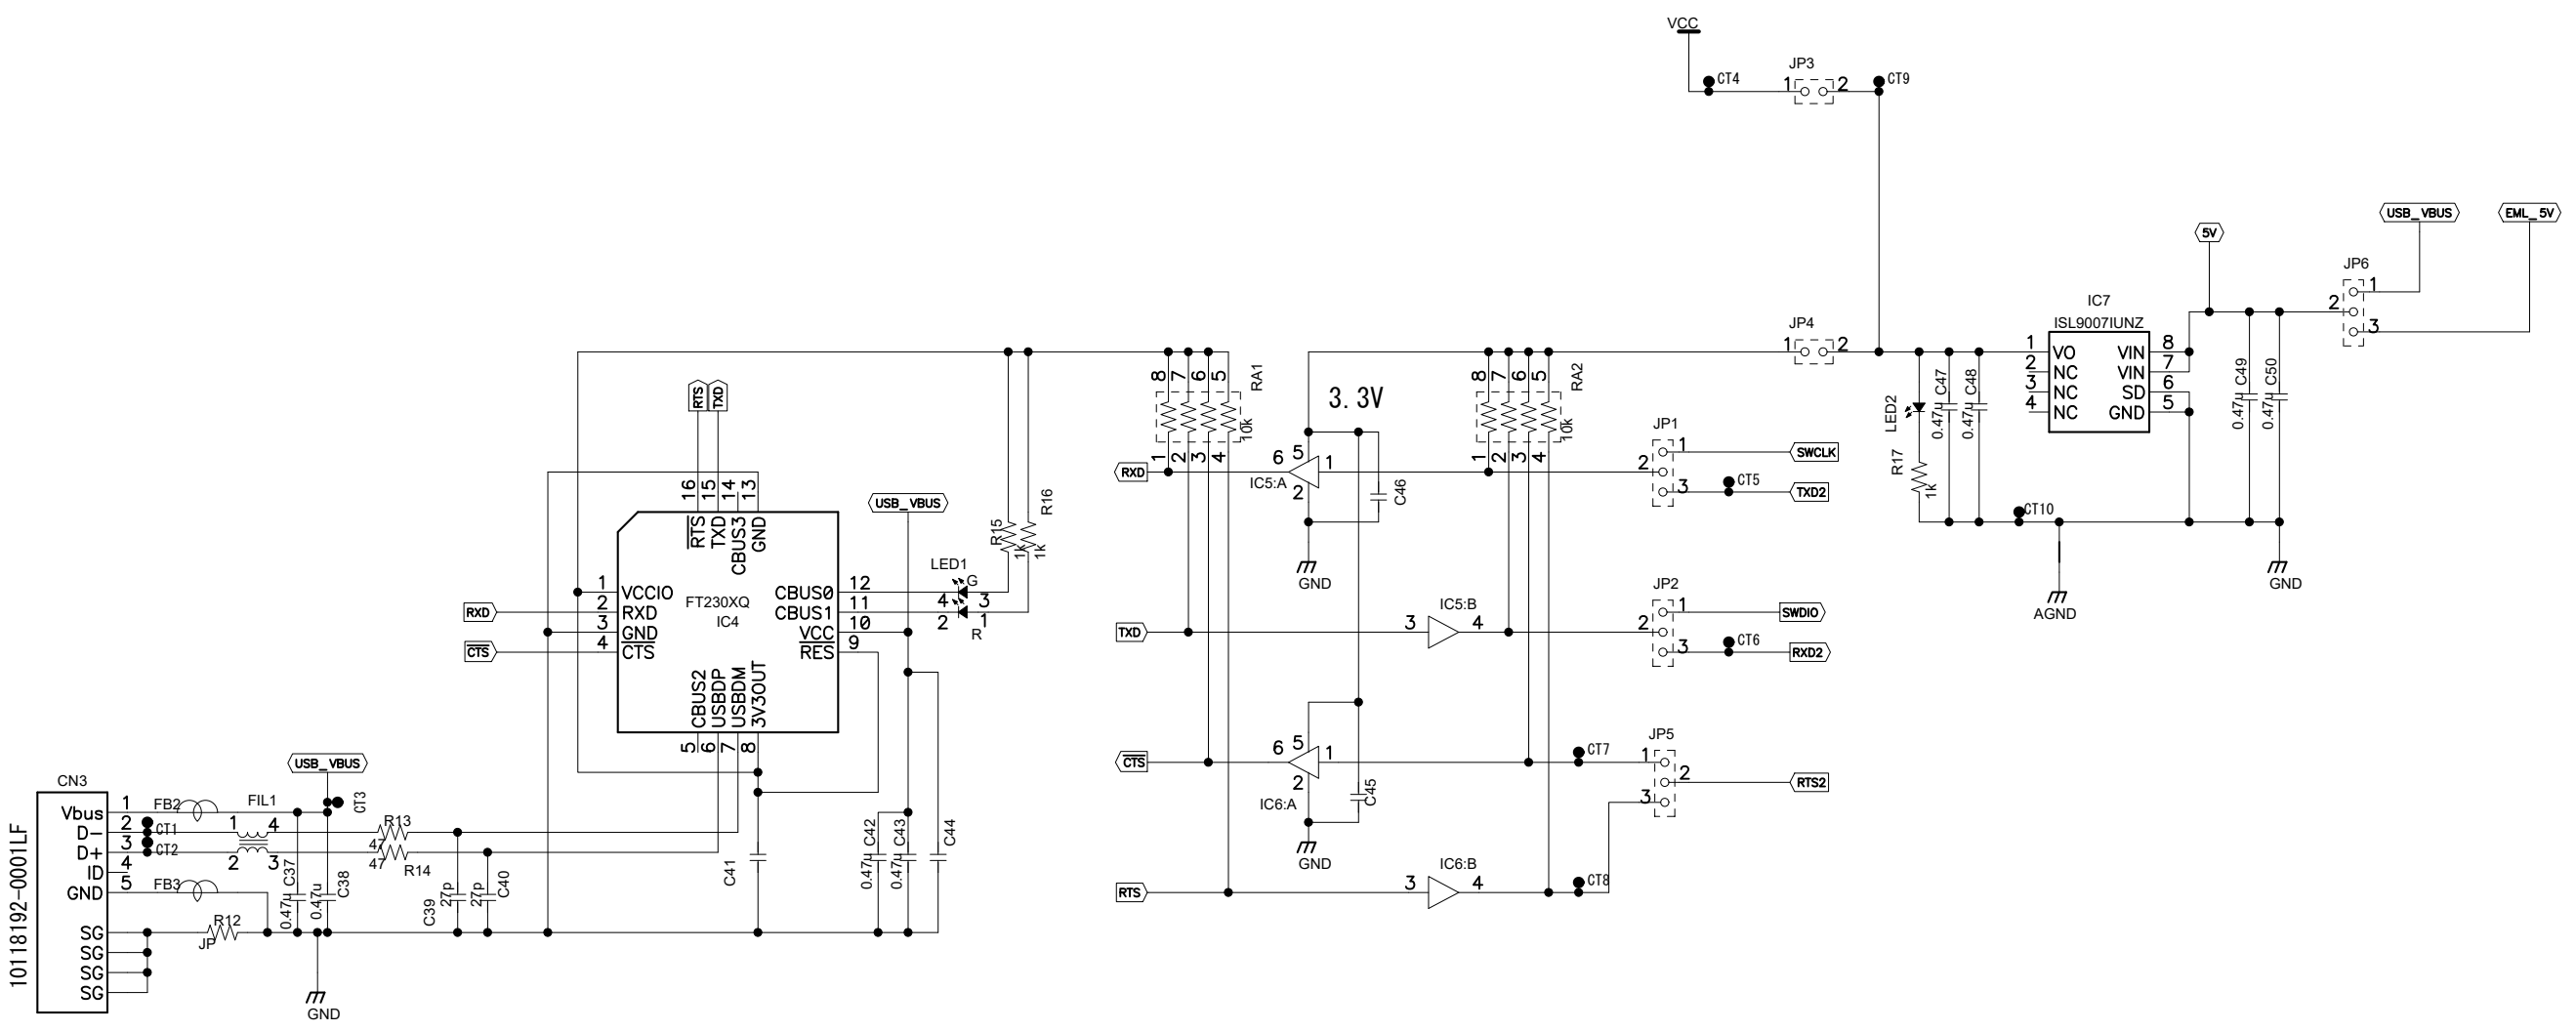 VCC
CT4
JP3
1
2
CT9
USB_VBUS
EML_5V
5V
JP6
1
2
3
IC7
ISL9007IUNZ
1 VO
2 NC
3 NC
4 NC
VIN 8
VIN 7
SD 6
GND 5
0.47u C49
0.47u C50
JP4
1
2
LED2
0.47u C47
0.47u C48
R17
1k
CT10
AGND
GND
8 7 6 5
RA1
10k
1 2 3 4
3.3V
8 7 6 5
RA2
10k
1 2 3 4
JP1
1
2
3
SWCLK
CT5
TXD2
RXD
6 5 1
IC5:A
2
C46
GND
RTS
TXD
16 15 14 13
RTS
TXD
CBUS3
GND
USB_VBUS
R15
1k
R16
1k
LED1
G
4
3
2
1
R
RXD
CTS
1 VCCIO
2 RXD
3 GND
4 CTS
FT230XQ
IC4
CBUS0 12
CBUS1 11
VCC 10
RES 9
CBUS2
USBDP
USBDM
3V3OUT
5 6 7 8
TXD
3
IC5:B
4
JP2
1
2
3
SWDIO
CT6
RXD2
CTS
6 5 1
2
IC6:A
C45
GND
CT7
JP5
1
2
3
RTS2
RTS
3
IC6:B
4
CT8
USB_VBUS
CT3
CN3
10118192-0001LF
Vbus 1
D- 2
D+ 3
ID 4
GND 5
SG
SG
SG
SG
FB2
FIL1
CT1
CT2
1 4
2 3
R13
47
47
R14
FB3
R12
JP
0.47u C37
0.47u
C38
C39
27p
27p
C40
C41
0.47u C42
0.47u C43
C44
GND